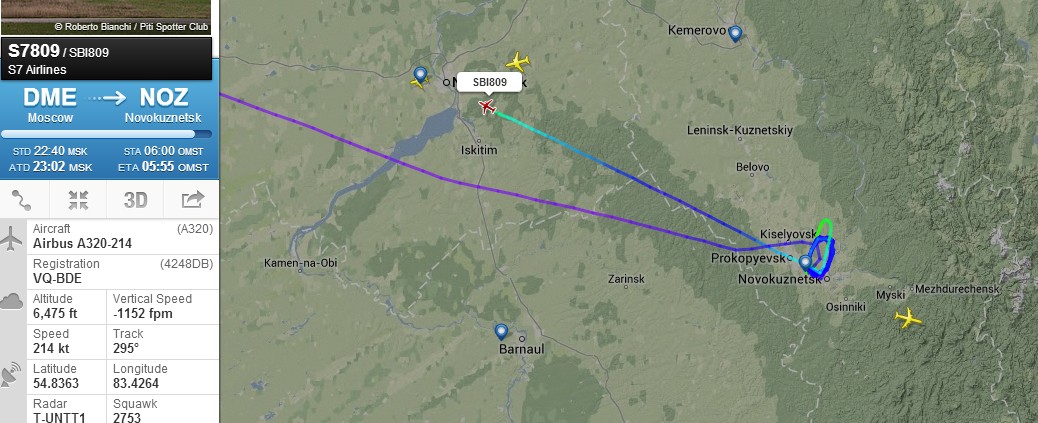 © Roberto Bianchi / Piti Spotter Club
S7809 / SBI809
S7 Airlines
DME NOZ
Moscow Novokuznetsk
STD 22:40 MSK STA 06:00 OMST
ATD 23:02 MSK ETA 05:55 OMST
3D
Aircraft (A320)
Airbus A320-214
Registration (4248DB)
VQ-BDE
Altitude Vertical Speed
6,475 ft -1152 fpm
Speed Track
214 kt 295°
Latitude Longitude
54.8363 83.4264
Radar Squawk
T-UNTT1 2753
Kemerovo
SBI809
Iskitim
Leninsk-Kuznetskiy
Belovo
Kiselyovsk
Prokopyevsk
Kamen-na-Obi
Zarinsk
Novokuznetsk
Osinniki
Myski
Mezhdurechensk
Barnaul